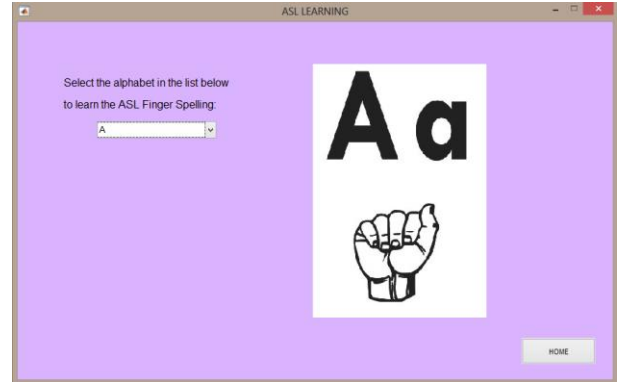 ASL LEARNING
Select the alphabet in the list below
to learn the ASL Finger Spelling:
A
A a
HOME